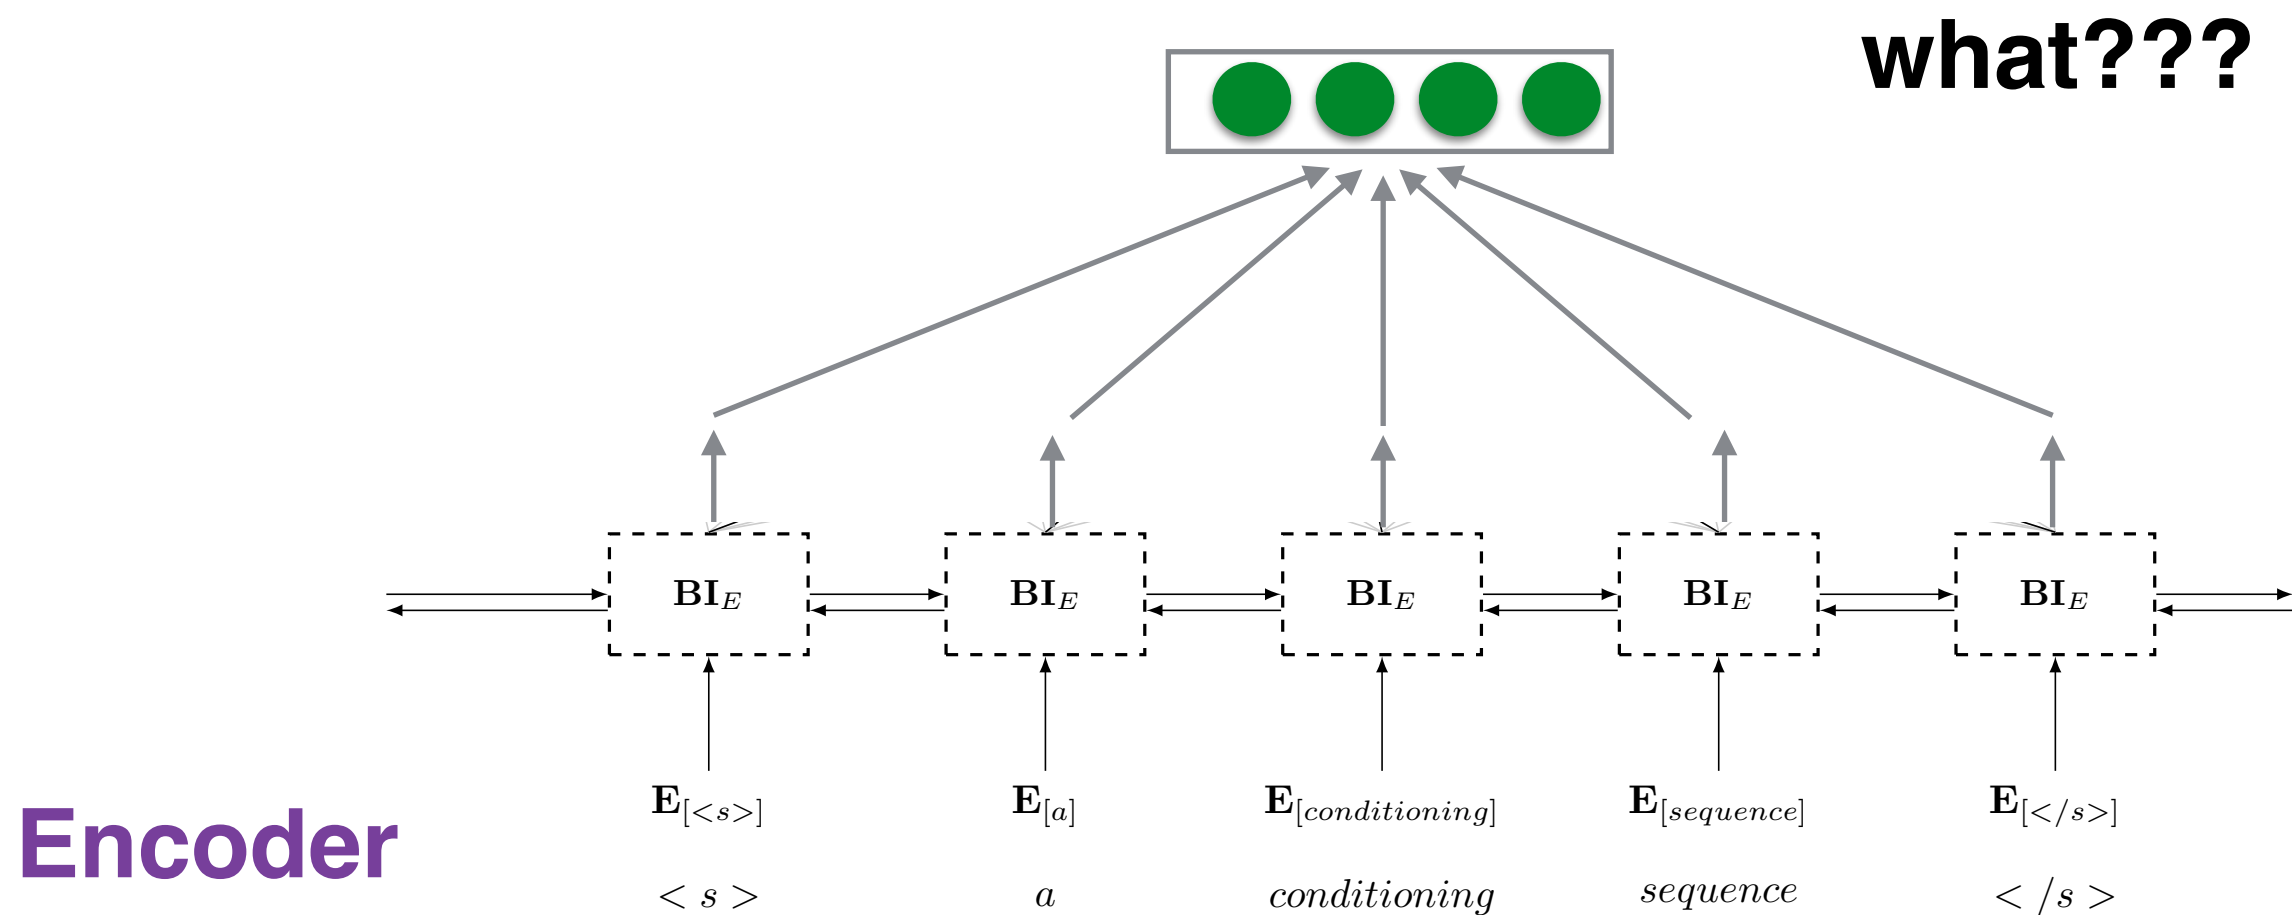 what???
BI_E BI_E BI_E BI_E BI_E
E_[<s>] E_[a] E_[conditioning] E_[sequence] E_[</s>]
Encoder
< s > a conditioning sequence < /s >